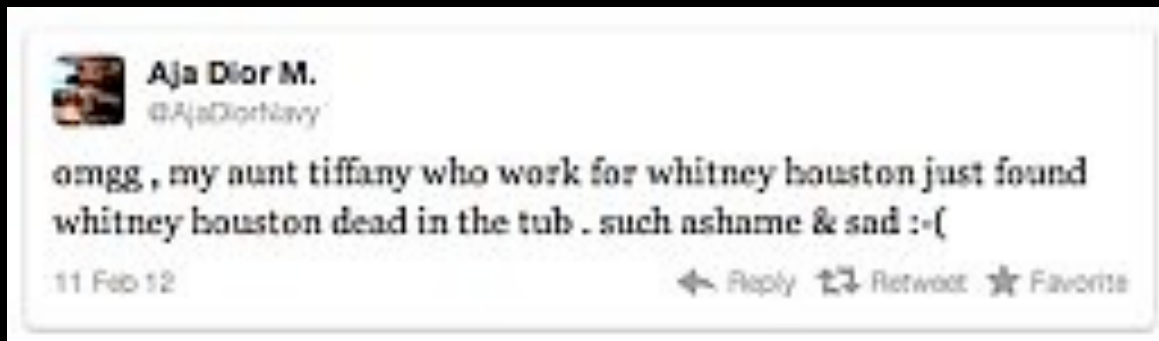 Aja Dior M.
@AjaDiorNavy
omgg , my aunt tiffany who work for whitney houston just found
whitney houston dead in the tub . such ashame & sad :-(
11 Feb 12 Reply Retweet Favorite